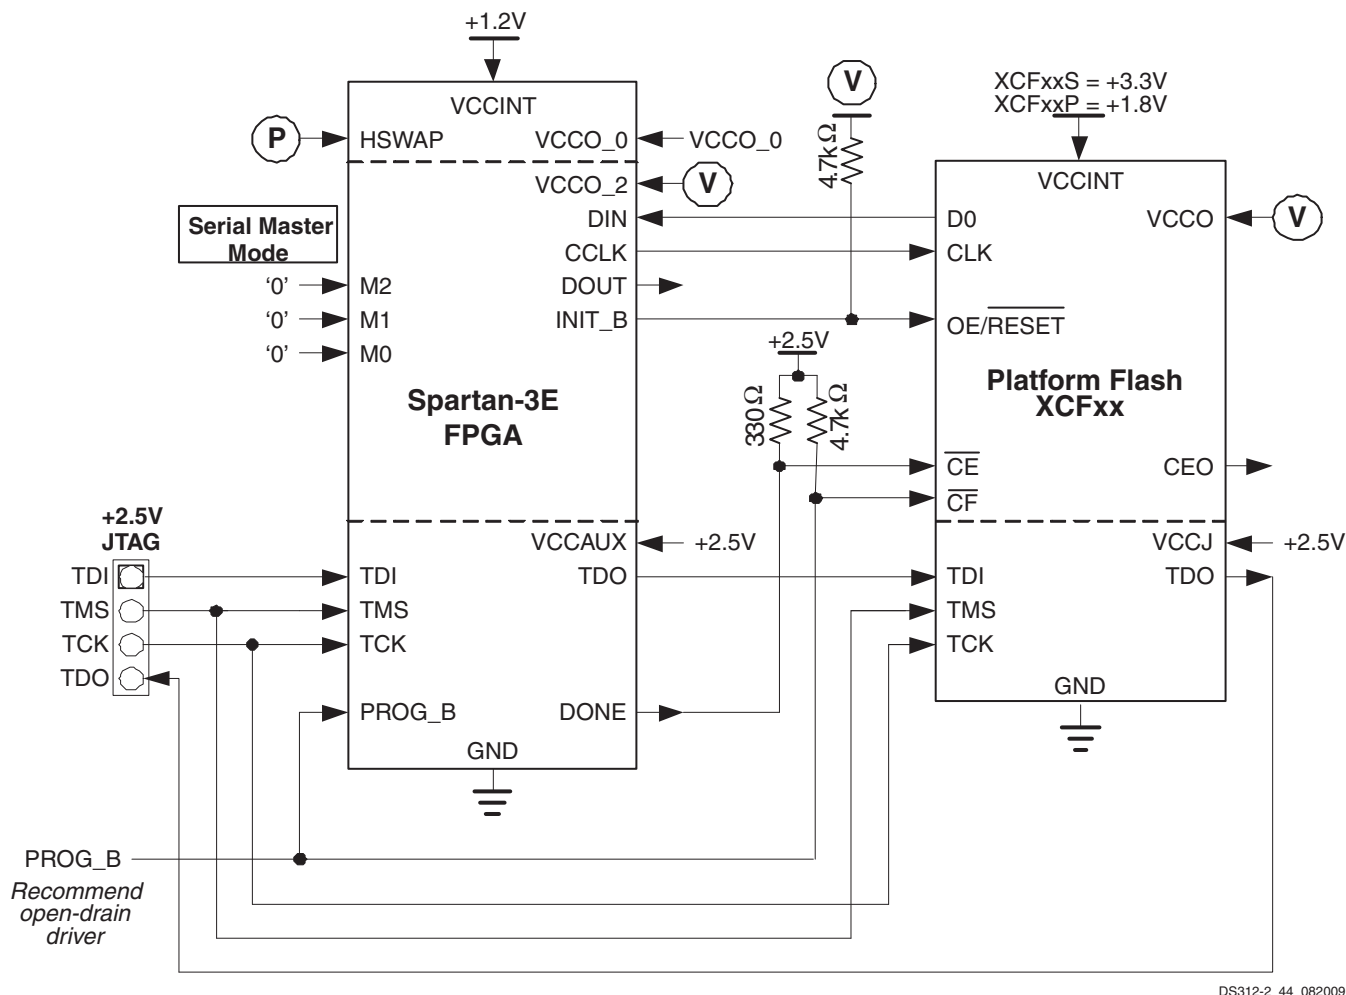 +1.2V
VCCINT
P
HSWAP
VCCO_0
VCCO_0
VCCO_2
V
Serial Master
Mode
DIN
CCLK
'0'
M2
DOUT
'0'
M1
INIT_B
'0'
M0
Spartan-3E
FPGA
V
4.7kΩ
XCFxxS = +3.3V
XCFxxP = +1.8V
VCCINT
D0
VCCO
V
CLK
OE/RESET
Platform Flash
XCFxx
+2.5V
330Ω
4.7kΩ
CE
CEO
CF
+2.5V
JTAG
VCCAUX
+2.5V
VCCJ
+2.5V
TDI
TDI
TDO
TDI
TDO
TMS
TMS
TMS
TCK
TCK
TCK
TDO
GND
PROG_B
DONE
GND
PROG_B
Recommend
open-drain
driver
DS312-2_44_082009